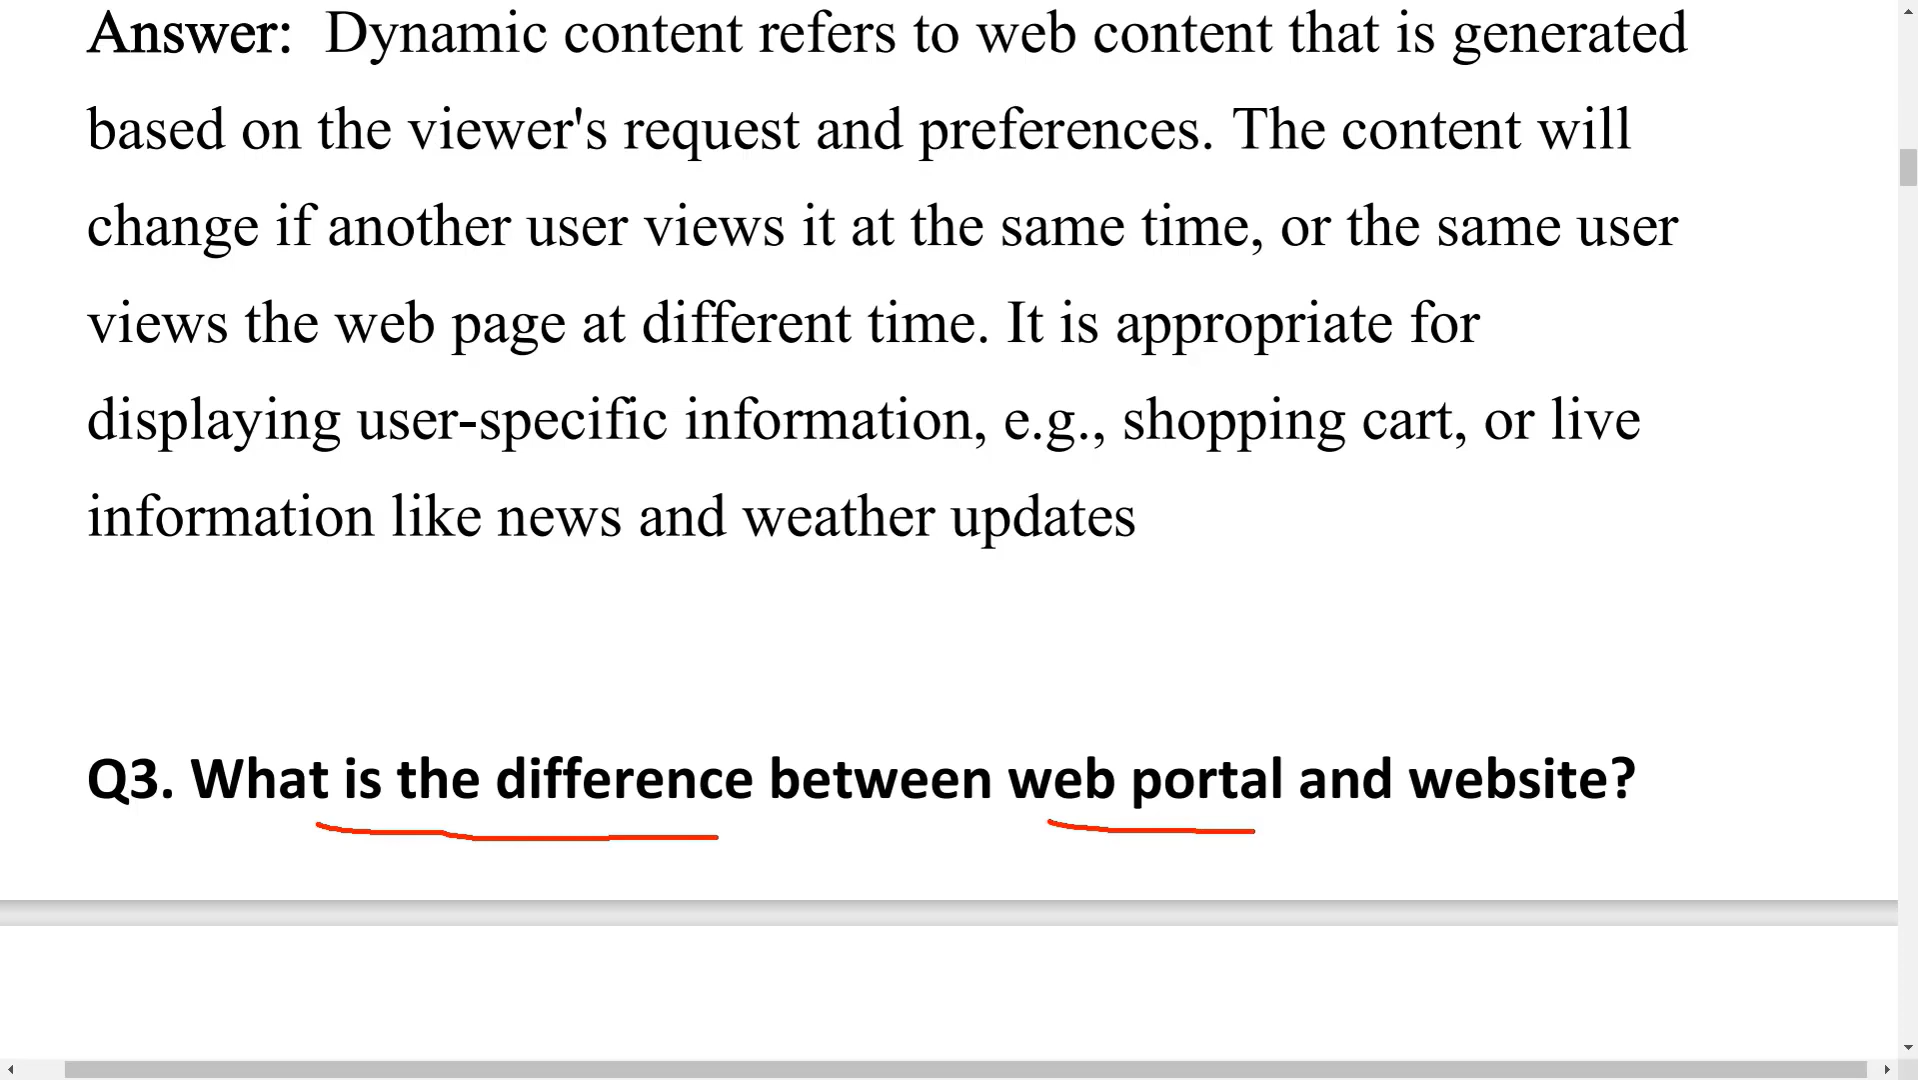 Answer:  Dynamic content refers to web content that is generated
based on the viewer's request and preferences. The content will
change if another user views it at the same time, or the same user
views the web page at different time. It is appropriate for
displaying user-specific information, e.g., shopping cart, or live
information like news and weather updates
Q3. What is the difference between web portal and website?